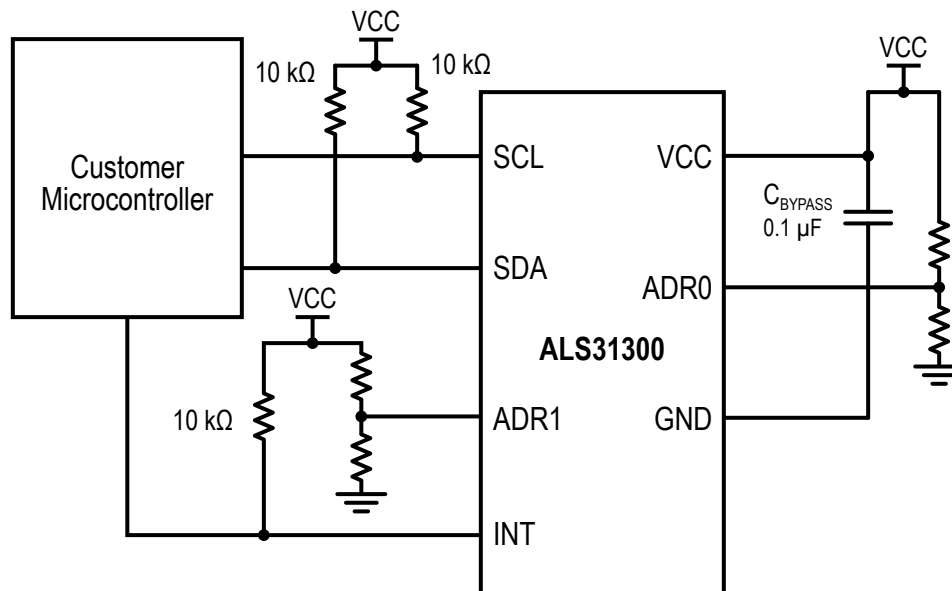 VCC
10 kΩ
10 kΩ
VCC
Customer
Microcontroller
SCL
VCC
C_BYPASS
0.1 µF
SDA
ADR0
VCC
ALS31300
10 kΩ
ADR1
GND
INT